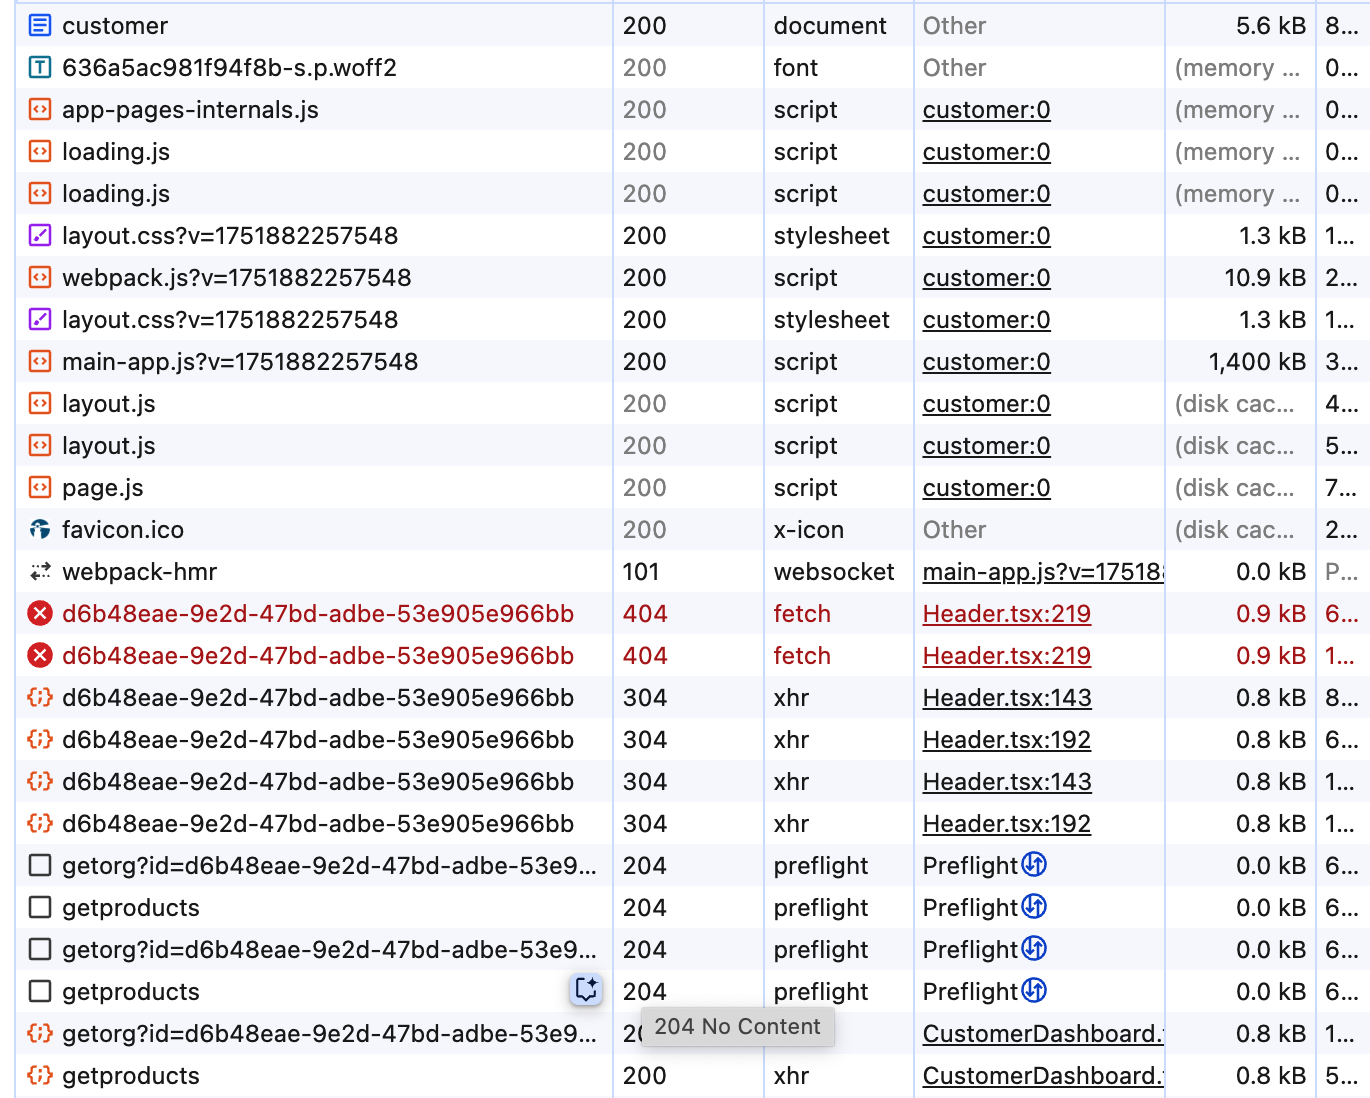 customer 200 document Other 5.6 kB 8...
636a5ac981f94f8b-s.p.woff2 200 font Other (memory ... 0...
app-pages-internals.js 200 script customer:0 (memory ... 0...
loading.js 200 script customer:0 (memory ... 0...
loading.js 200 script customer:0 (memory ... 0...
layout.css?v=1751882257548 200 stylesheet customer:0 1.3 kB 1...
webpack.js?v=1751882257548 200 script customer:0 10.9 kB 2...
layout.css?v=1751882257548 200 stylesheet customer:0 1.3 kB 1...
main-app.js?v=1751882257548 200 script customer:0 1,400 kB 3...
layout.js 200 script customer:0 (disk cac... 4...
layout.js 200 script customer:0 (disk cac... 5...
page.js 200 script customer:0 (disk cac... 7...
favicon.ico 200 x-icon Other (disk cac... 2...
webpack-hmr 101 websocket main-app.js?v=17518 0.0 kB P...
d6b48eae-9e2d-47bd-adbe-53e905e966bb 404 fetch Header.tsx:219 0.9 kB 6...
d6b48eae-9e2d-47bd-adbe-53e905e966bb 404 fetch Header.tsx:219 0.9 kB 1...
d6b48eae-9e2d-47bd-adbe-53e905e966bb 304 xhr Header.tsx:143 0.8 kB 8...
d6b48eae-9e2d-47bd-adbe-53e905e966bb 304 xhr Header.tsx:192 0.8 kB 6...
d6b48eae-9e2d-47bd-adbe-53e905e966bb 304 xhr Header.tsx:143 0.8 kB 1...
d6b48eae-9e2d-47bd-adbe-53e905e966bb 304 xhr Header.tsx:192 0.8 kB 1...
getorg?id=d6b48eae-9e2d-47bd-adbe-53e9... 204 preflight Preflight 0.0 kB 6...
getproducts 204 preflight Preflight 0.0 kB 6...
getorg?id=d6b48eae-9e2d-47bd-adbe-53e9... 204 preflight Preflight 0.0 kB 6...
getproducts 204 preflight Preflight 0.0 kB 6...
204 No Content
getorg?id=d6b48eae-9e2d-47bd-adbe-53e9... CustomerDashboard. 0.8 kB 1...
getproducts 200 xhr CustomerDashboard. 0.8 kB 5...